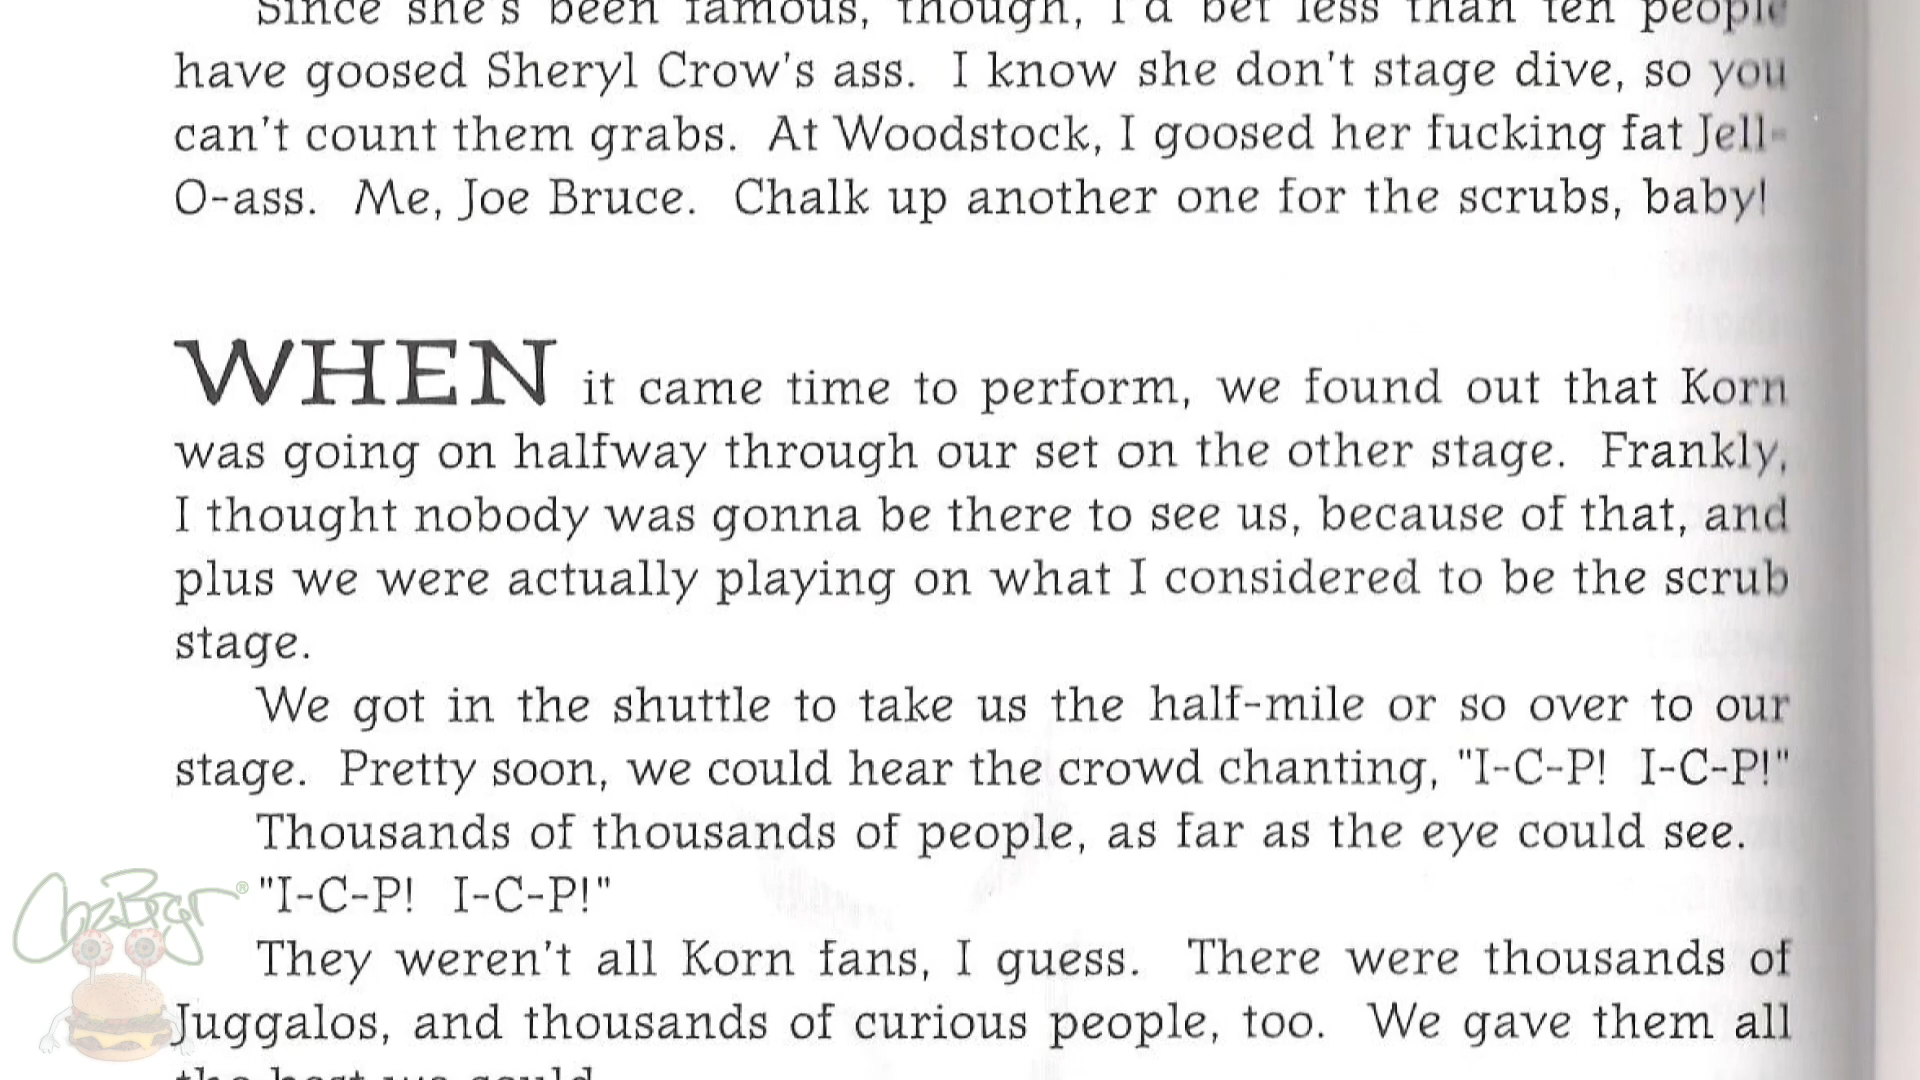 Since she's been famous, though, I'd bet less than ten people
have goosed Sheryl Crow's ass.  I know she don't stage dive, so you
can't count them grabs.  At Woodstock, I goosed her fucking fat Jell-
O-ass.  Me, Joe Bruce.  Chalk up another one for the scrubs, baby!
WHEN it came time to perform, we found out that Korn
was going on halfway through our set on the other stage.  Frankly,
I thought nobody was gonna be there to see us, because of that, and
plus we were actually playing on what I considered to be the scrub
stage.
We got in the shuttle to take us the half-mile or so over to our
stage.  Pretty soon, we could hear the crowd chanting, "I-C-P!  I-C-P!"
Thousands of thousands of people, as far as the eye could see.
"I-C-P!  I-C-P!"
They weren't all Korn fans, I guess.  There were thousands of
Juggalos, and thousands of curious people, too.  We gave them all
the best we could.